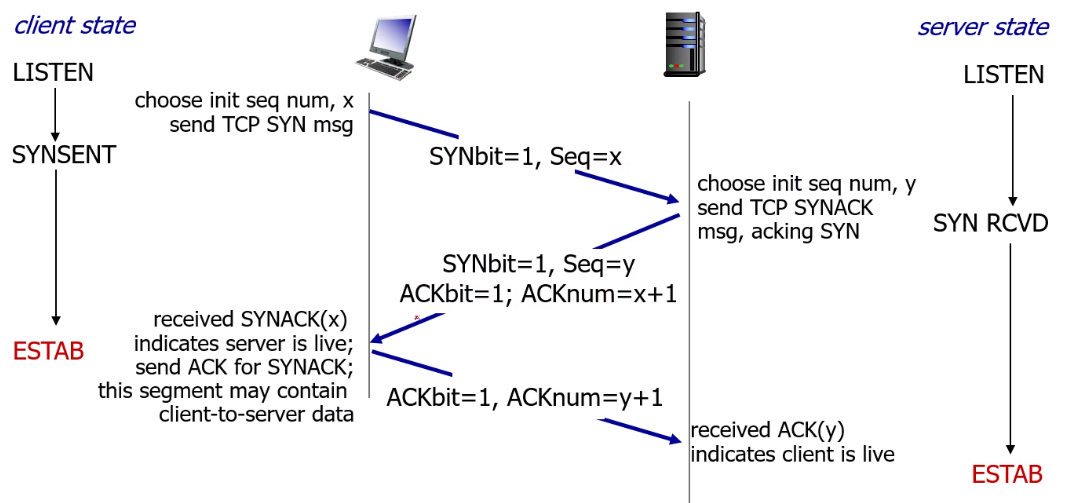 client state
server state
LISTEN
LISTEN
choose init seq num, x
send TCP SYN msg
SYNSENT
SYNbit=1, Seq=x
choose init seq num, y
send TCP SYNACK
msg, acking SYN
SYN RCVD
SYNbit=1, Seq=y
ACKbit=1; ACKnum=x+1
received SYNACK(x)
indicates server is live;
send ACK for SYNACK;
this segment may contain
client-to-server data
ESTAB
ACKbit=1, ACKnum=y+1
received ACK(y)
indicates client is live
ESTAB